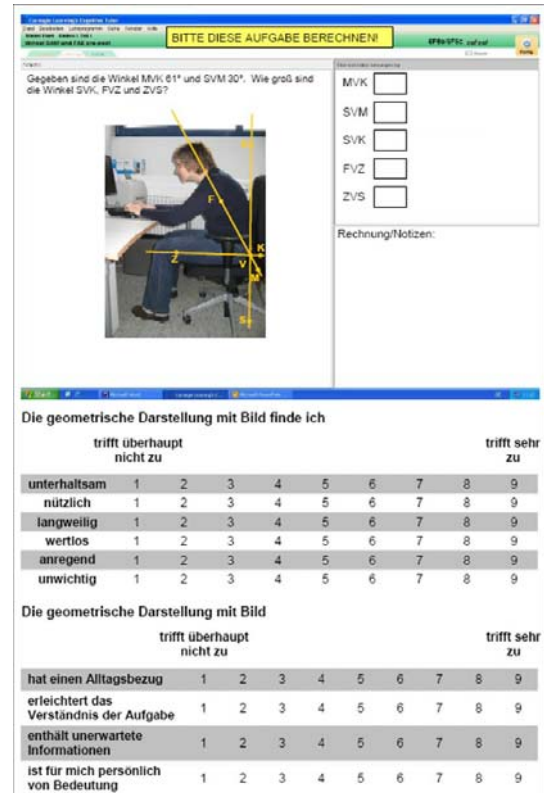 Carnegie Learning's Cognitive Tutor
BITTE DIESE AUFGABE BERECHNEN!
Gegeben sind die Winkel MVK 61° und SVM 30°. Wie groß sind
die Winkel SVK, FVZ und ZVS?
F
Z
V
K
M
S
MVK
SVM
SVK
FVZ
ZVS
Rechnung/Notizen:
Die geometrische Darstellung mit Bild finde ich
trifft überhaupt nicht zu
trifft sehr zu
unterhaltsam 1 2 3 4 5 6 7 8 9
nützlich 1 2 3 4 5 6 7 8 9
langweilig 1 2 3 4 5 6 7 8 9
wertlos 1 2 3 4 5 6 7 8 9
anregend 1 2 3 4 5 6 7 8 9
unwichtig 1 2 3 4 5 6 7 8 9
Die geometrische Darstellung mit Bild
trifft überhaupt nicht zu
trifft sehr zu
hat einen Alltagsbezug 1 2 3 4 5 6 7 8 9
erleichtert das
Verständnis der Aufgabe 1 2 3 4 5 6 7 8 9
enthält unerwartete
Informationen 1 2 3 4 5 6 7 8 9
ist für mich persönlich
von Bedeutung 1 2 3 4 5 6 7 8 9